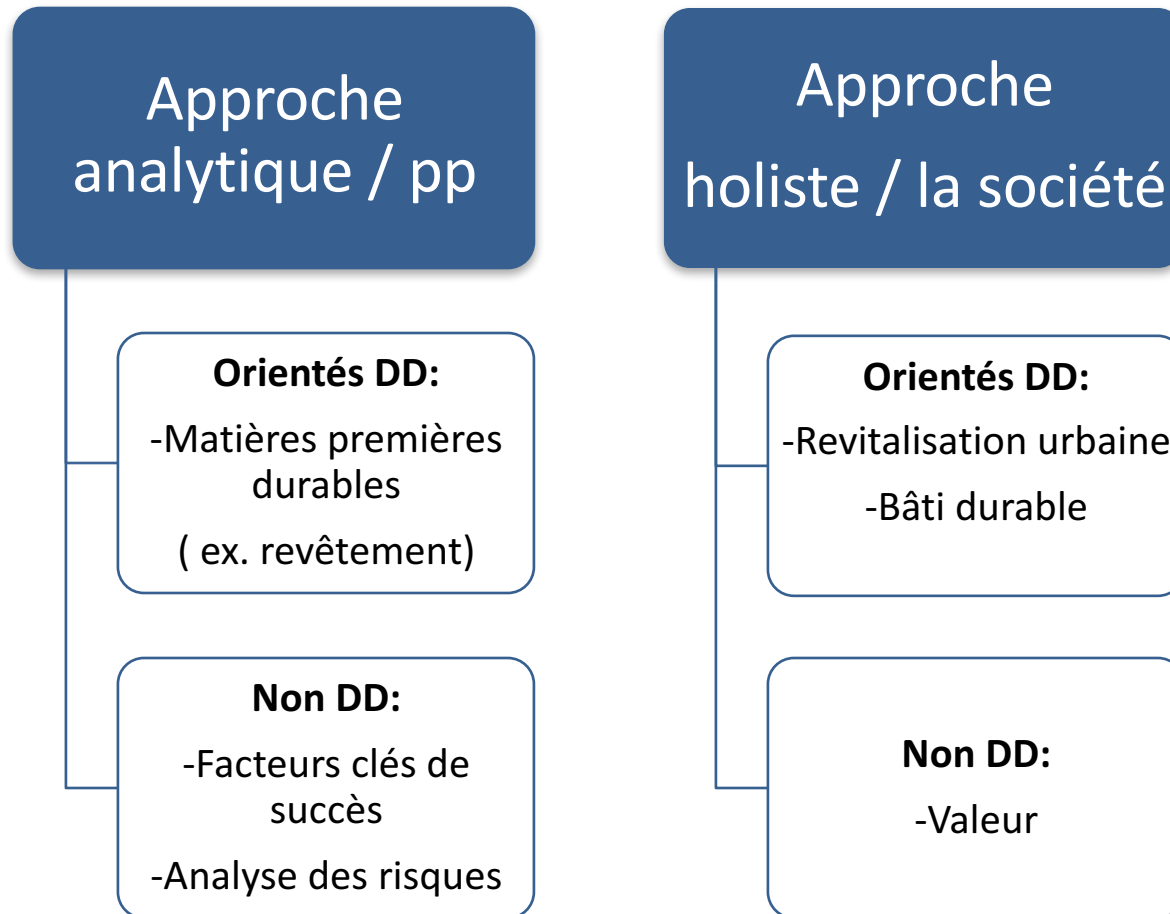 Approche
analytique / pp
Orientés DD:
-Matières premières
durables
( ex. revêtement)
Non DD:
-Facteurs clés de
succès
-Analyse des risques
Approche
holiste / la société
Orientés DD:
-Revitalisation urbaine
-Bâti durable
Non DD:
-Valeur